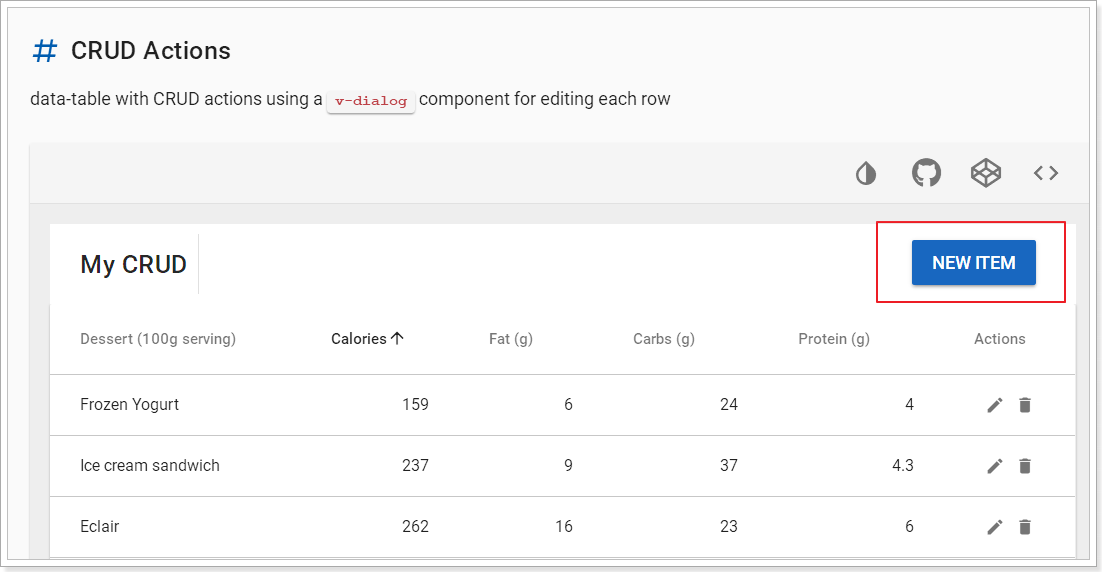 # CRUD Actions
data-table with CRUD actions using a v-dialog component for editing each row
My CRUD NEW ITEM
Dessert (100g serving) Calories Fat (g) Carbs (g) Protein (g) Actions
Frozen Yogurt 159 6 24 4
Ice cream sandwich 237 9 37 4.3
Eclair 262 16 23 6